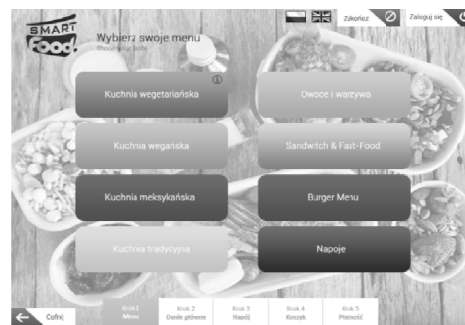 SMART
Food.
Wybierz swoje menu
Zakończ
Zaloguj się
Kuchnia wegetariańska
Owoce i warzywa
Kuchnia wegańska
Sandwitch & Fast-Food
Kuchnia meksykańska
Burger Menu
Kuchnia tradycyjna
Napoje
Cofnij
Krok 1
Menu
Krok 2
Danie główne
Krok 3
Napój
Krok 4
Koszyk
Krok 5
Płatność